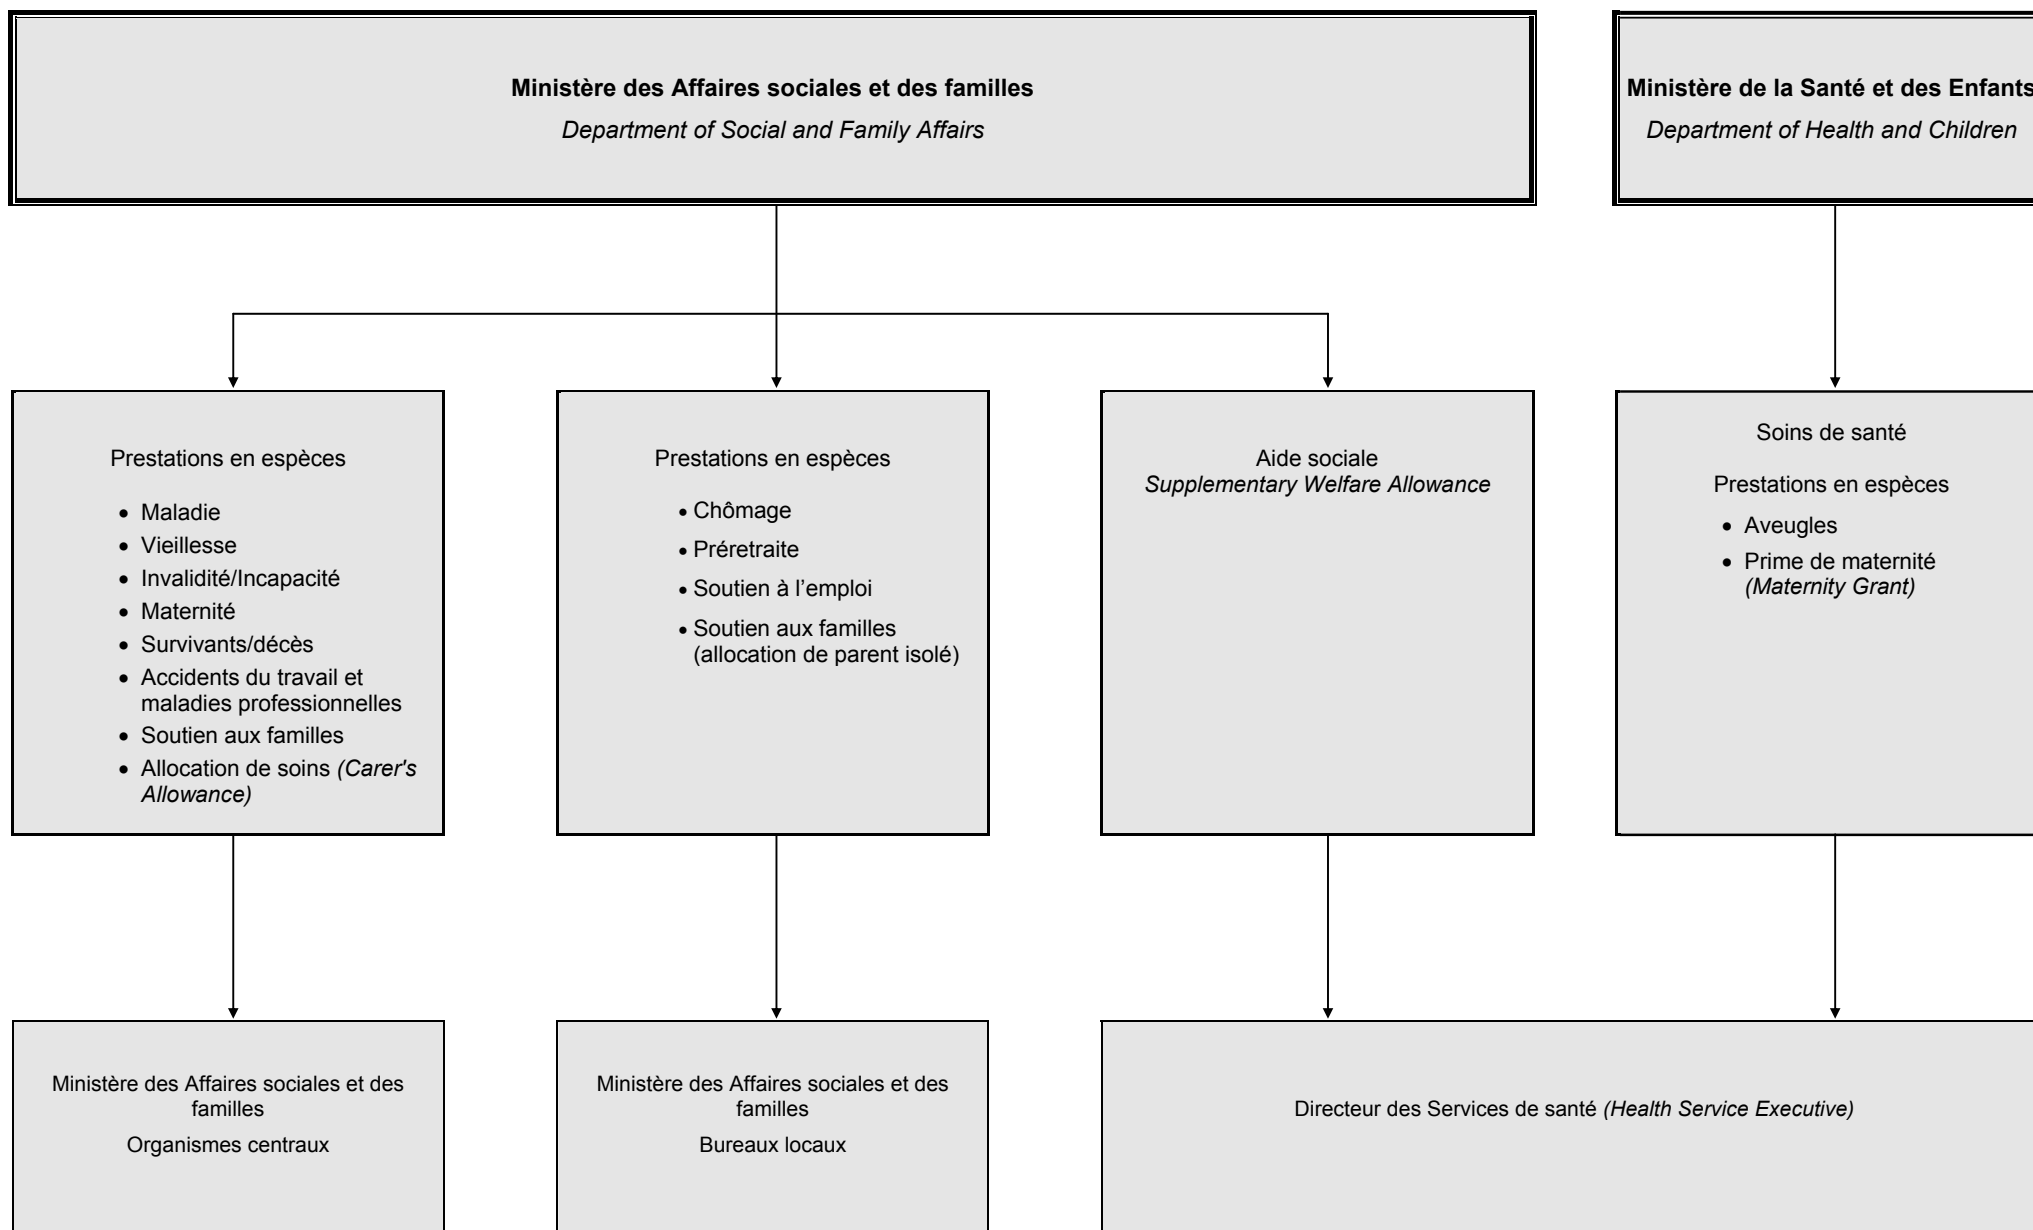 Ministère des Affaires sociales et des familles
Department of Social and Family Affairs
Ministère de la Santé et des Enfants
Department of Health and Children
Prestations en espèces
• Maladie
• Vieillesse
• Invalidité/Incapacité
• Maternité
• Survivants/décès
• Accidents du travail et
maladies professionnelles
• Soutien aux familles
• Allocation de soins (Carer's
Allowance)
Prestations en espèces
• Chômage
• Préretraite
• Soutien à l’emploi
• Soutien aux familles
(allocation de parent isolé)
Aide sociale
Supplementary Welfare Allowance
Soins de santé
Prestations en espèces
• Aveugles
• Prime de maternité
(Maternity Grant)
Ministère des Affaires sociales et des
familles
Organismes centraux
Ministère des Affaires sociales et des
familles
Bureaux locaux
Directeur des Services de santé (Health Service Executive)